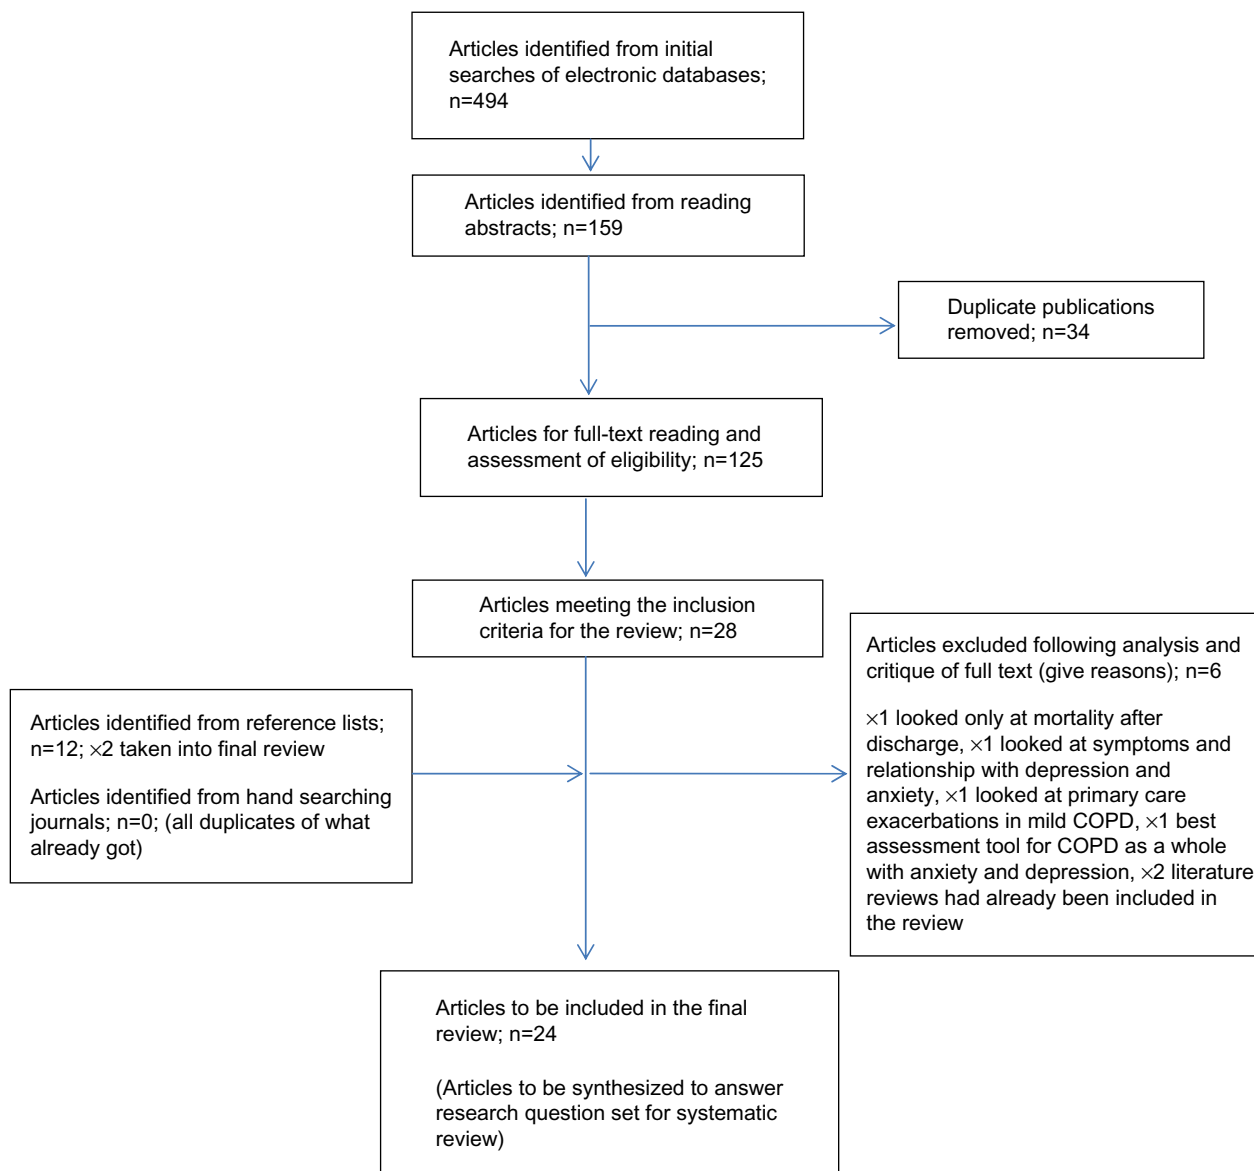 Articles identified from initial
searches of electronic databases;
n=494
Articles identified from reading
abstracts; n=159
Duplicate publications
removed; n=34
Articles for full-text reading and
assessment of eligibility; n=125
Articles meeting the inclusion
criteria for the review; n=28
Articles identified from reference lists;
n=12; ×2 taken into final review
Articles identified from hand searching
journals; n=0; (all duplicates of what
already got)
Articles excluded following analysis and
critique of full text (give reasons); n=6
×1 looked only at mortality after
discharge, ×1 looked at symptoms and
relationship with depression and
anxiety, ×1 looked at primary care
exacerbations in mild COPD, ×1 best
assessment tool for COPD as a whole
with anxiety and depression, ×2 literature
reviews had already been included in
the review
Articles to be included in the final
review; n=24
(Articles to be synthesized to answer
research question set for systematic
review)